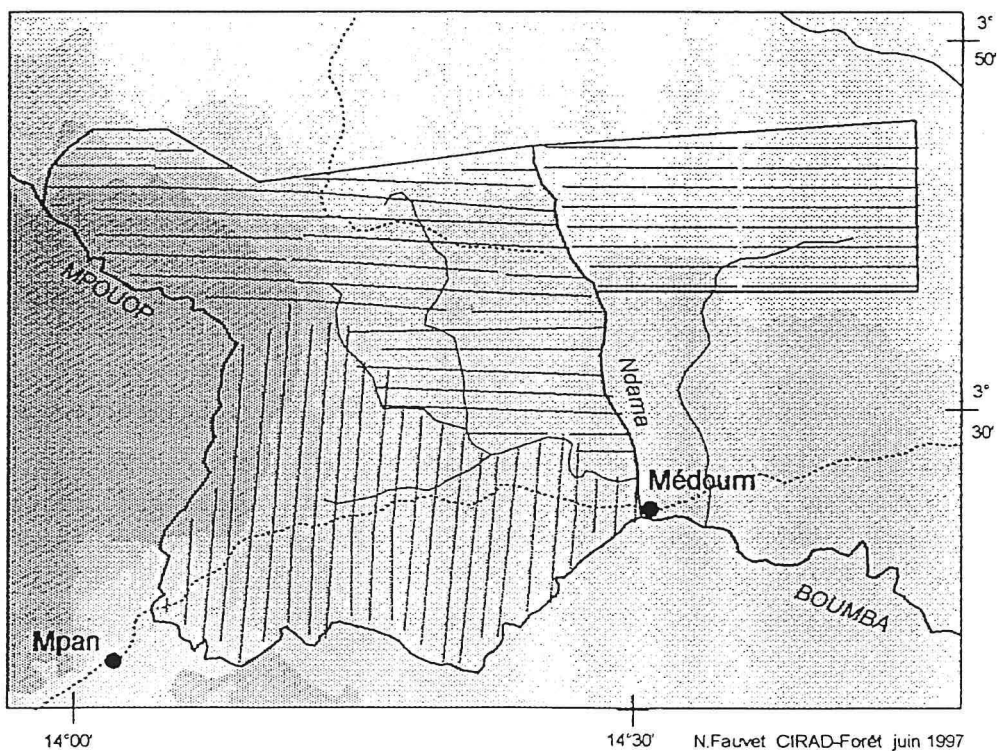 3°
50'
MPOUOP
Ndama
3°
30'
Médoum
BOUMBA
Mpan
14°00'
14°30'
N.Fauvet CIRAD-Forêt juin 1997